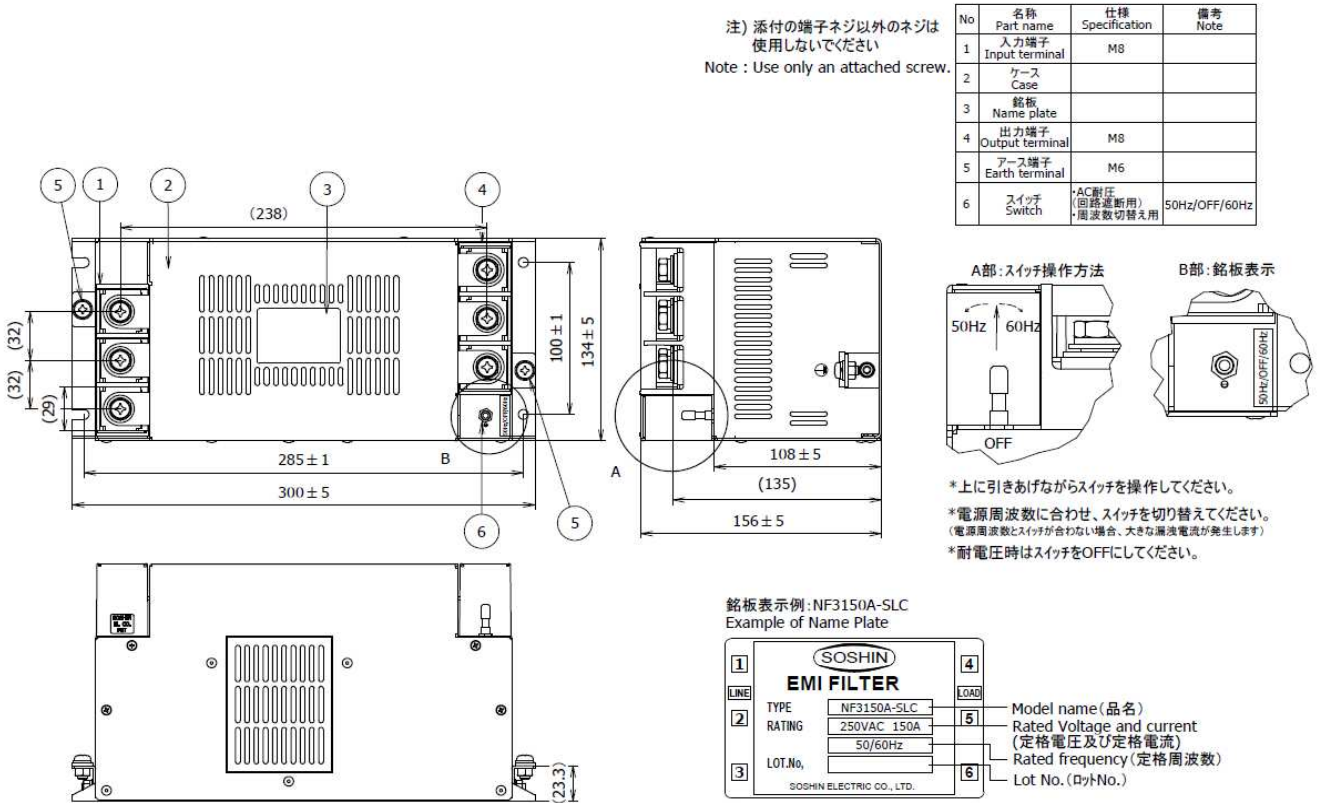 注) 添付の端子ネジ以外のネジは
使用しないでください
Note : Use only an attached screw.
No 名称 仕様 備考
Part name Specification Note
1 入力端子 M8
Input terminal
2 ケース
Case
3 銘板
Name plate
4 出力端子 M8
Output terminal
5 アース端子 M6
Earth terminal
6 スイッチ ・AC耐圧 50Hz/OFF/60Hz
Switch (回路遮断用)
・周波数切替え用
5 1 2 3 4
(238)
(32)
(32)
(29)
100±1
134±5
285±1
300±5
B
6
5
A
108±5
(135)
156±5
50Hz/OFF/60Hz
A部:スイッチ操作方法
50Hz 60Hz
OFF
B部:銘板表示
50Hz/OFF/60Hz
*上に引きあげながらスイッチを操作してください。
*電源周波数に合わせ、スイッチを切り替えてください。
(電源周波数とスイッチが合わない場合、大きな漏洩電流が発生します)
*耐電圧時はスイッチをOFFにしてください。
SOSHIN
EL CO.
(23.3)
銘板表示例:NF3150A-SLC
Example of Name Plate
1 SOSHIN 4
LINE EMI FILTER LOAD
2 TYPE NF3150A-SLC 5
RATING 250VAC 150A
50/60Hz
3 LOT.No, 6
SOSHIN ELECTRIC CO., LTD.
Model name(品名)
Rated Voltage and current
(定格電圧及び定格電流)
Rated frequency(定格周波数)
Lot No.(ロットNo.)